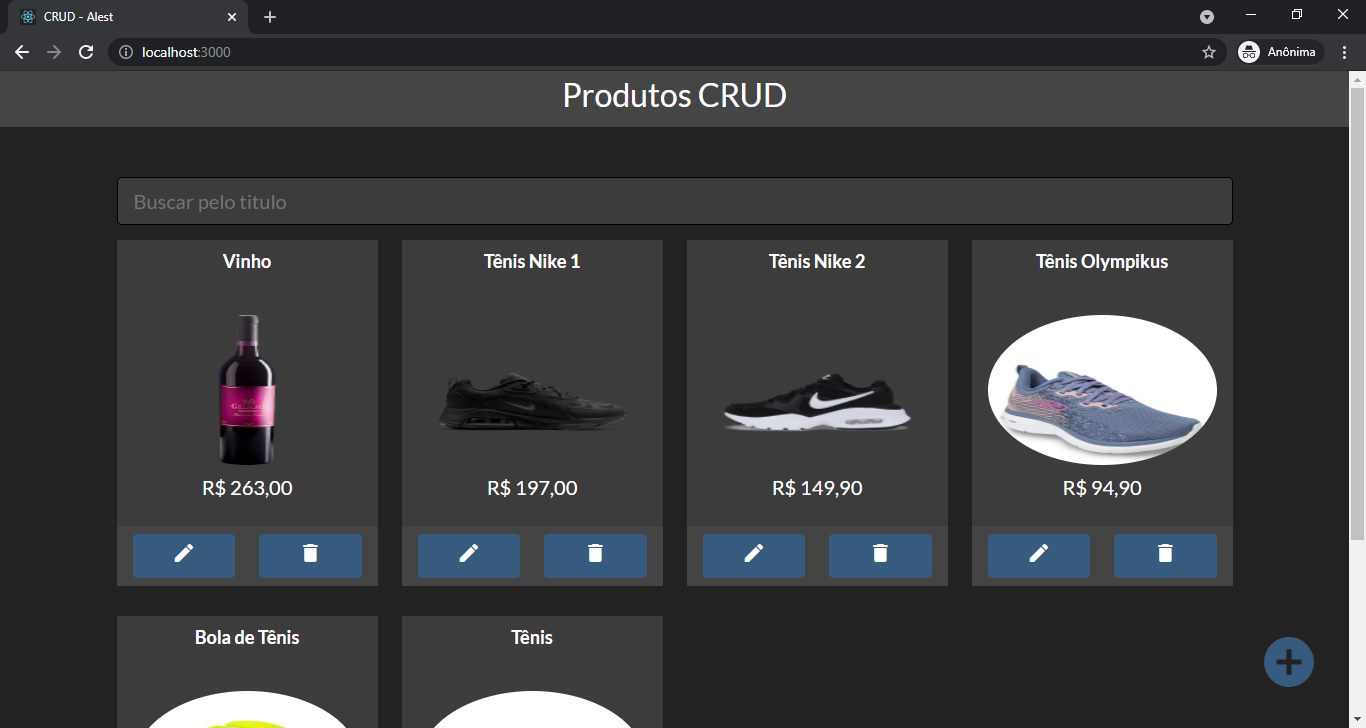 CRUD - Alest
localhost:3000
Anônima
Produtos CRUD
Buscar pelo titulo
Vinho
Tênis Nike 1
Tênis Nike 2
Tênis Olympikus
R$ 263,00
R$ 197,00
R$ 149,90
R$ 94,90
Bola de Tênis
Tênis